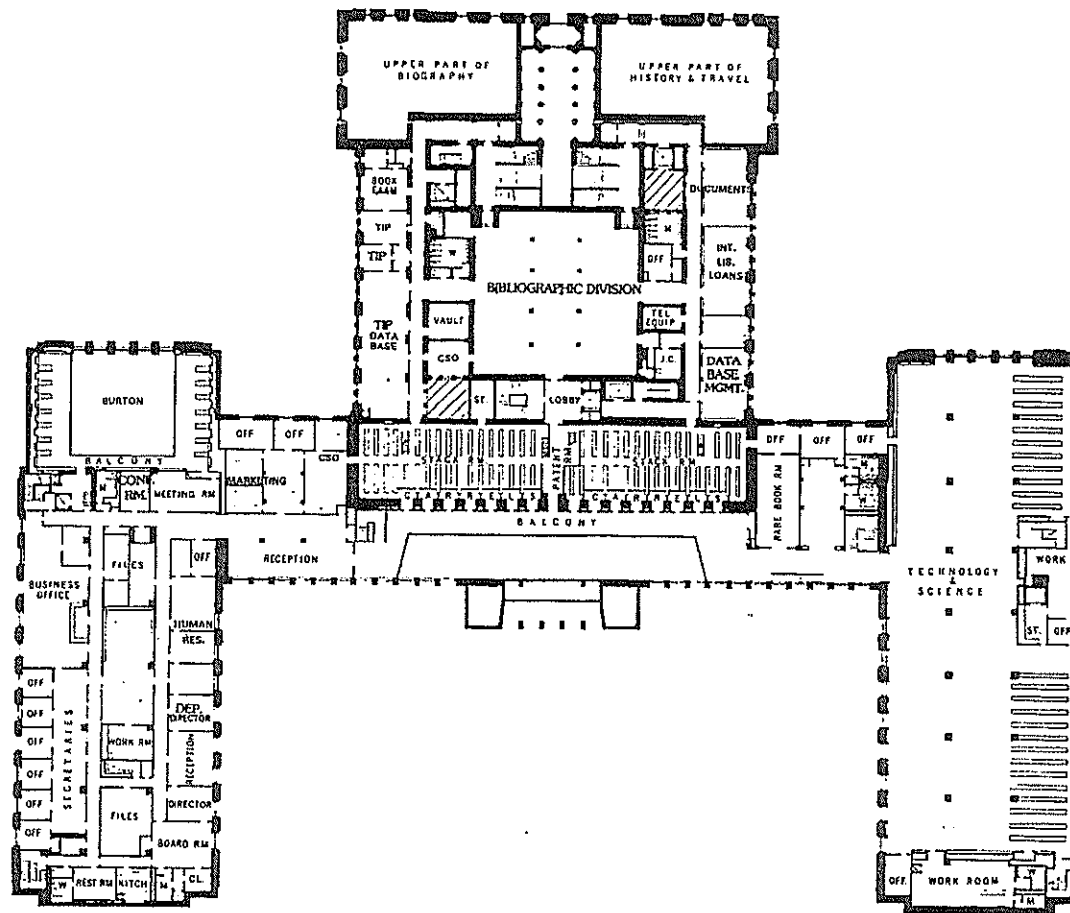 UPPER PART OF
BIOGRAPHY
UPPER PART OF
HISTORY & TRAVEL
M
BOOK
EXAM
DOCUMENTS
TIP
TIP
W
M
OFF
INT.
LIB.
LOANS
BIBLIOGRAPHIC DIVISION
VAULT
TEL
EQUIP
TIP
DATA
BASE
CSO
J.C.
DATA
BASE
MGMT.
ST.
LOBBY
BURTON
BALCONY
OFF
OFF
CSO
STACK RM
PATENT
RM
STACK RM
CARRELLS
CARRELLS
BALCONY
OFF
OFF
OFF
RARE BOOK RM
M
W
CONF
RM.
MEETING RM
MARKETING
RECEPTION
FILES
OFF
BUSINESS
OFFICE
HUMAN
RES.
TECHNOLOGY
&
SCIENCE
WORK
ST.
OFF
OFF
OFF
OFF
OFF
OFF
OFF
SECRETARIES
DEP.
DIRECTOR
WORK RM
RECEPTION
DIRECTOR
FILES
BOARD RM
W
REST RM
KITCH
M
CL.
OFF.
WORK ROOM
W
M